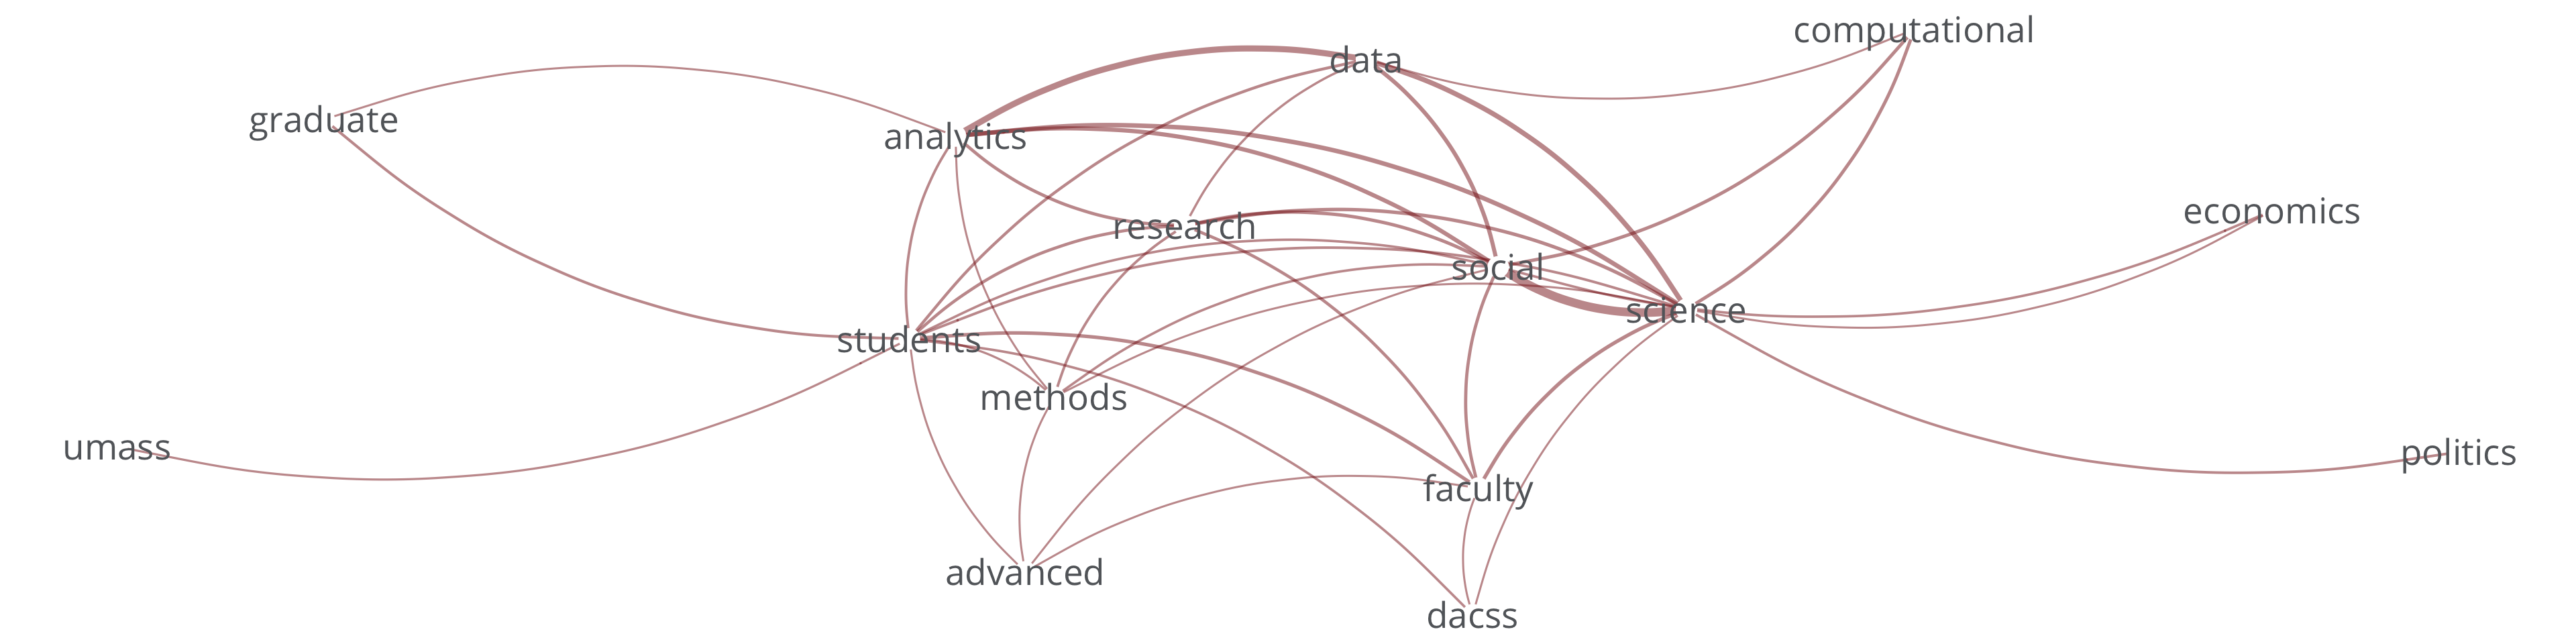 computational
data
graduate
analytics
economics
research
social
science
students
methods
umass
politics
faculty
advanced
dacss